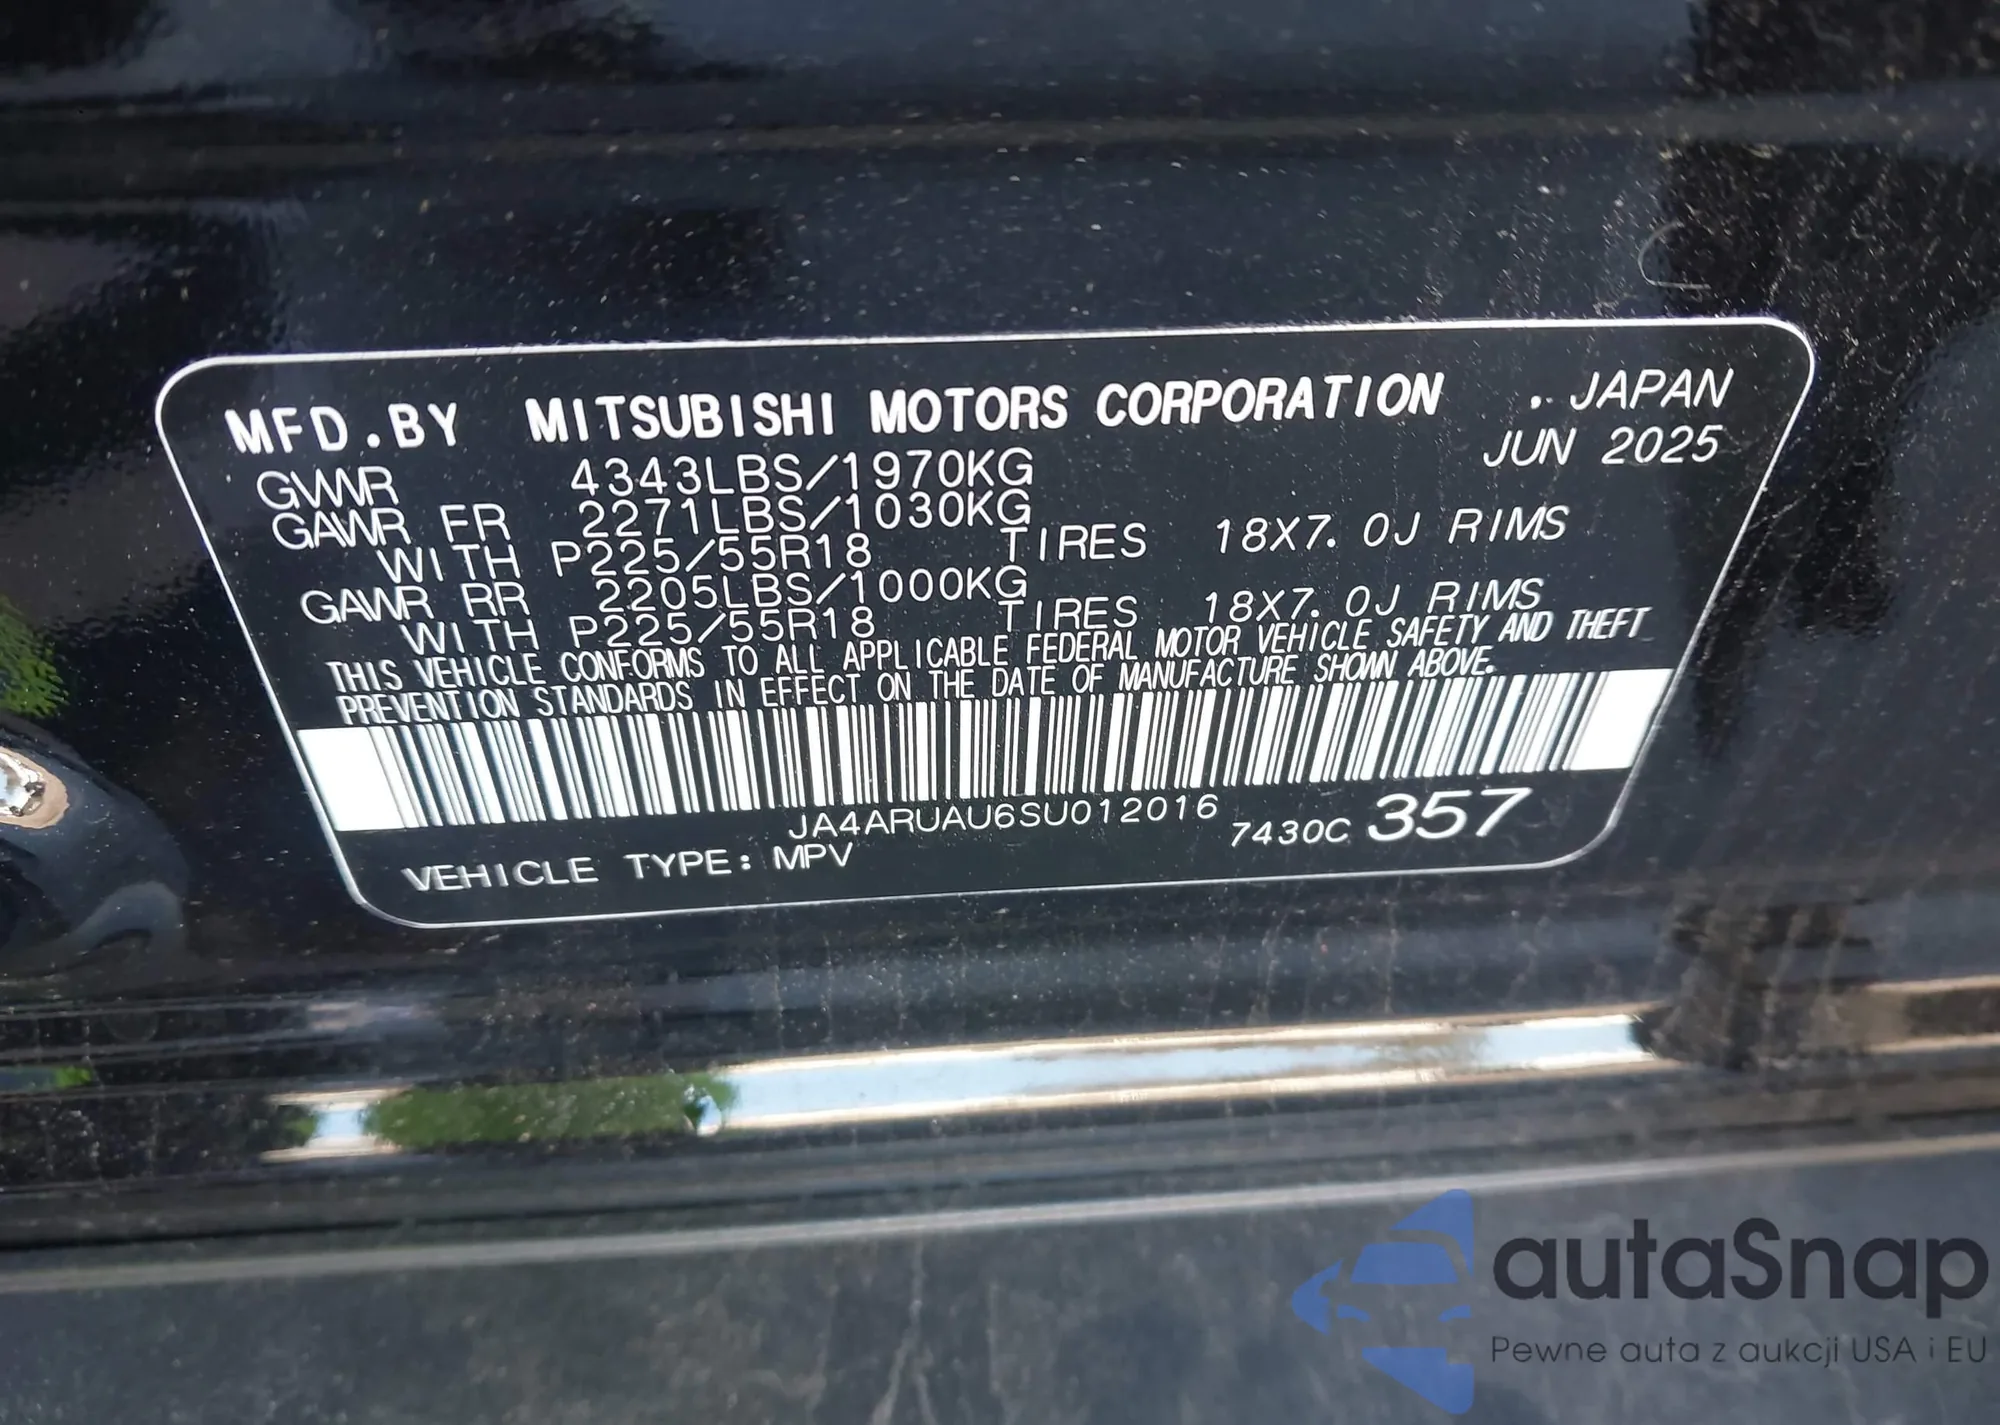 MFD.BY MITSUBISHI MOTORS CORPORATION . JAPAN
JUN 2025
GVWR 4343LBS/1970KG
GAWR FR 2271LBS/1030KG
WITH P225/55R18 TIRES 18X7.0J RIMS
GAWR RR 2205LBS/1000KG
WITH P225/55R18 TIRES 18X7.0J RIMS
THIS VEHICLE CONFORMS TO ALL APPLICABLE FEDERAL MOTOR VEHICLE SAFETY AND THEFT
PREVENTION STANDARDS IN EFFECT ON THE DATE OF MANUFACTURE SHOWN ABOVE.
JA4ARUAU6SU012016 7430C 357
VEHICLE TYPE: MPV
autaSnap
Pewne auta z aukcji USA i EU